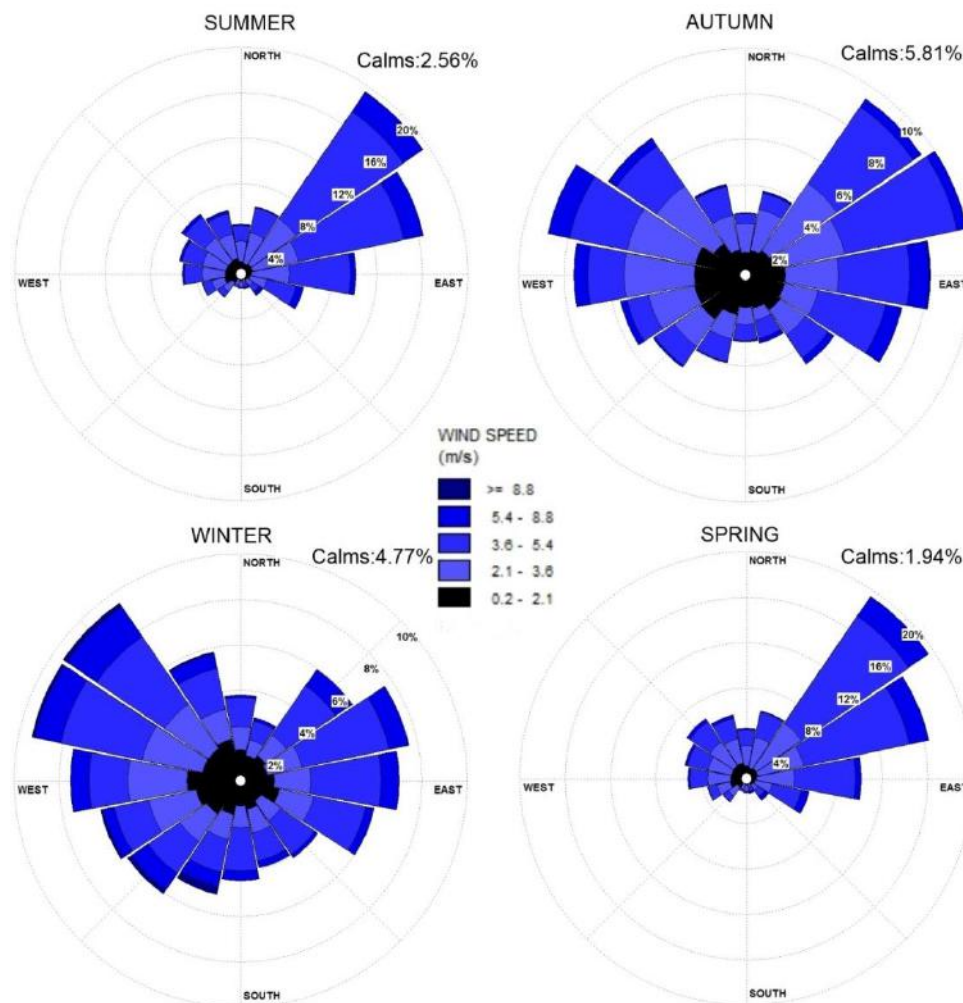 SUMMER
NORTH
Calms:2.56%
20%
16%
12%
8%
4%
WEST
EAST
SOUTH
AUTUMN
NORTH
Calms:5.81%
10%
8%
6%
4%
2%
WEST
EAST
SOUTH
WIND SPEED
(m/s)
>= 8.8
5.4 - 8.8
3.6 - 5.4
2.1 - 3.6
0.2 - 2.1
WINTER
NORTH
Calms:4.77%
10%
8%
6%
4%
2%
WEST
EAST
SOUTH
SPRING
NORTH
Calms:1.94%
20%
16%
12%
8%
4%
WEST
EAST
SOUTH